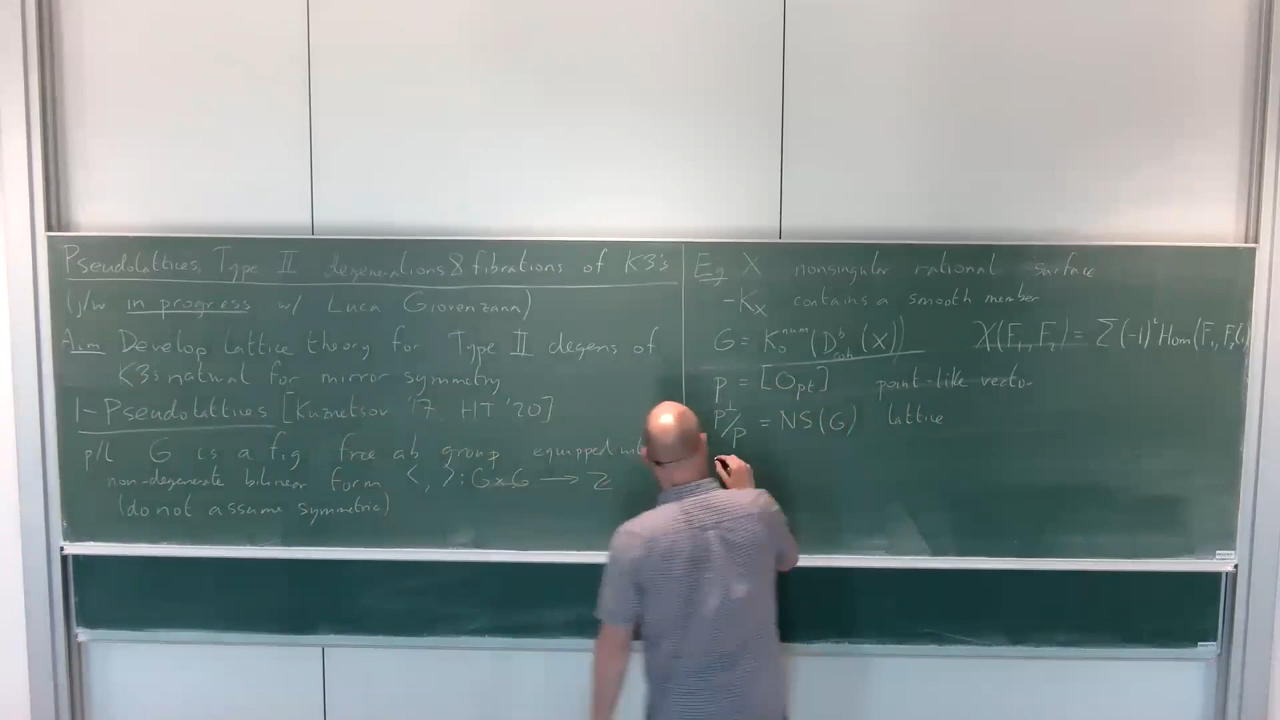 Pseudolattices, Type II degenerations & fibrations of K3's
(j/w in progress w/ Luca Giovenzana)
Aim Develop lattice theory for Type II degens of
K3's natural for mirror symmetry
1 - Pseudolattices [Kuznetsov '17, HT '20]
p/l G is a f.g. free ab group equipped
non-degenerate bilinear form < , > : G×G → Z
(do not assume symmetric)
Eg X nonsingular rational surface
-K_X contains a smooth member
G = K_0^{num}(D^b_{coh}(X)) χ(F_1, F_2) = Σ(-1)^i Hom(F_1, F_2[i])
p = [O_pt] point-like vector
p^⊥/p = NS(G) lattice